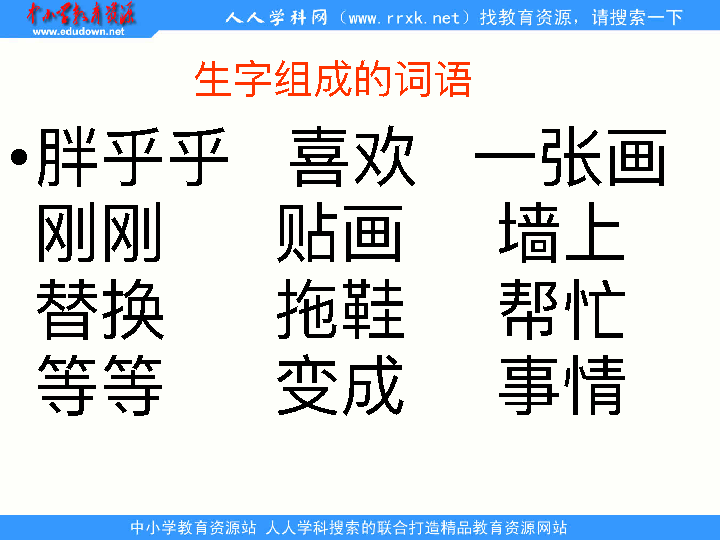 中小学教育资源
www.edudown.net
人人学科网（www.rrxk.net）找教育资源，请搜索一下
生字组成的词语
•胖乎乎 喜欢 一张画
刚刚 贴画 墙上
替换 拖鞋 帮忙
等等 变成 事情
中小学教育资源站 人人学科搜索的联合打造精品教育资源网站